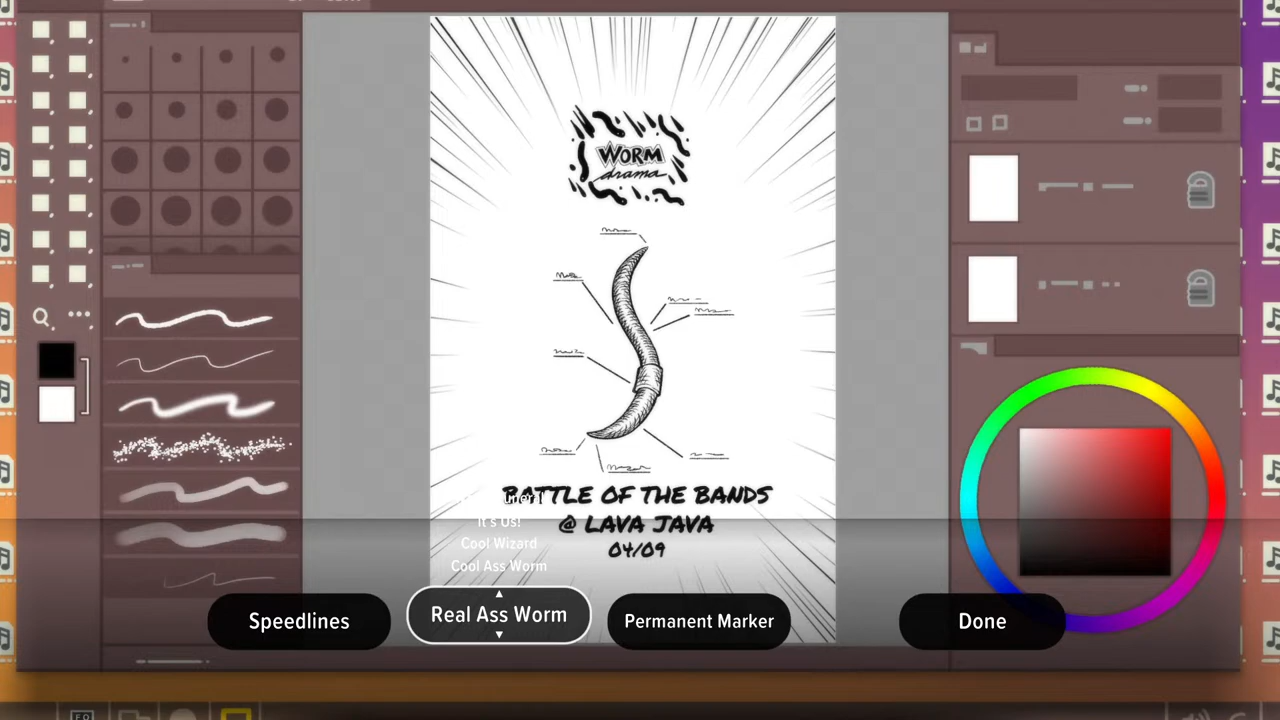 WORM
drama
BATTLE OF THE BANDS
@ LAVA JAVA
04/09
It's Us!
Cool Wizard
Cool Ass Worm
Speedlines
Real Ass Worm
Permanent Marker
Done